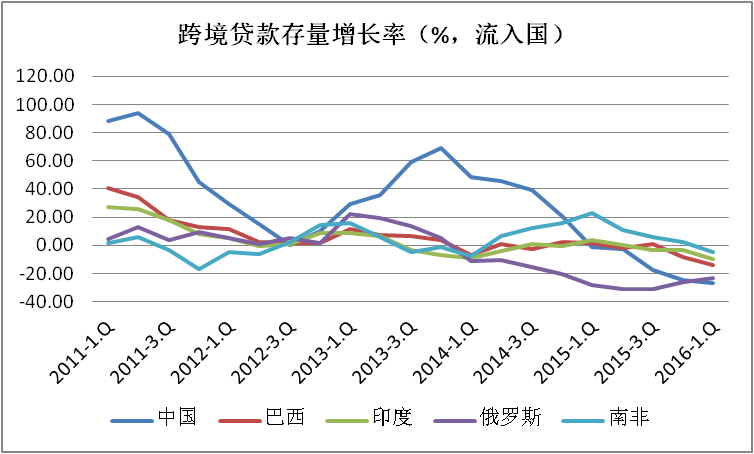 跨境贷款存量增长率（%，流入国）
120.00
100.00
80.00
60.00
40.00
20.00
0.00
-20.00
-40.00
2011-1.Q
2011-3.Q
2012-1.Q
2012-3.Q
2013-1.Q
2013-3.Q
2014-1.Q
2014-3.Q
2015-1.Q
2015-3.Q
2016-1.Q
中国 巴西 印度 俄罗斯 南非